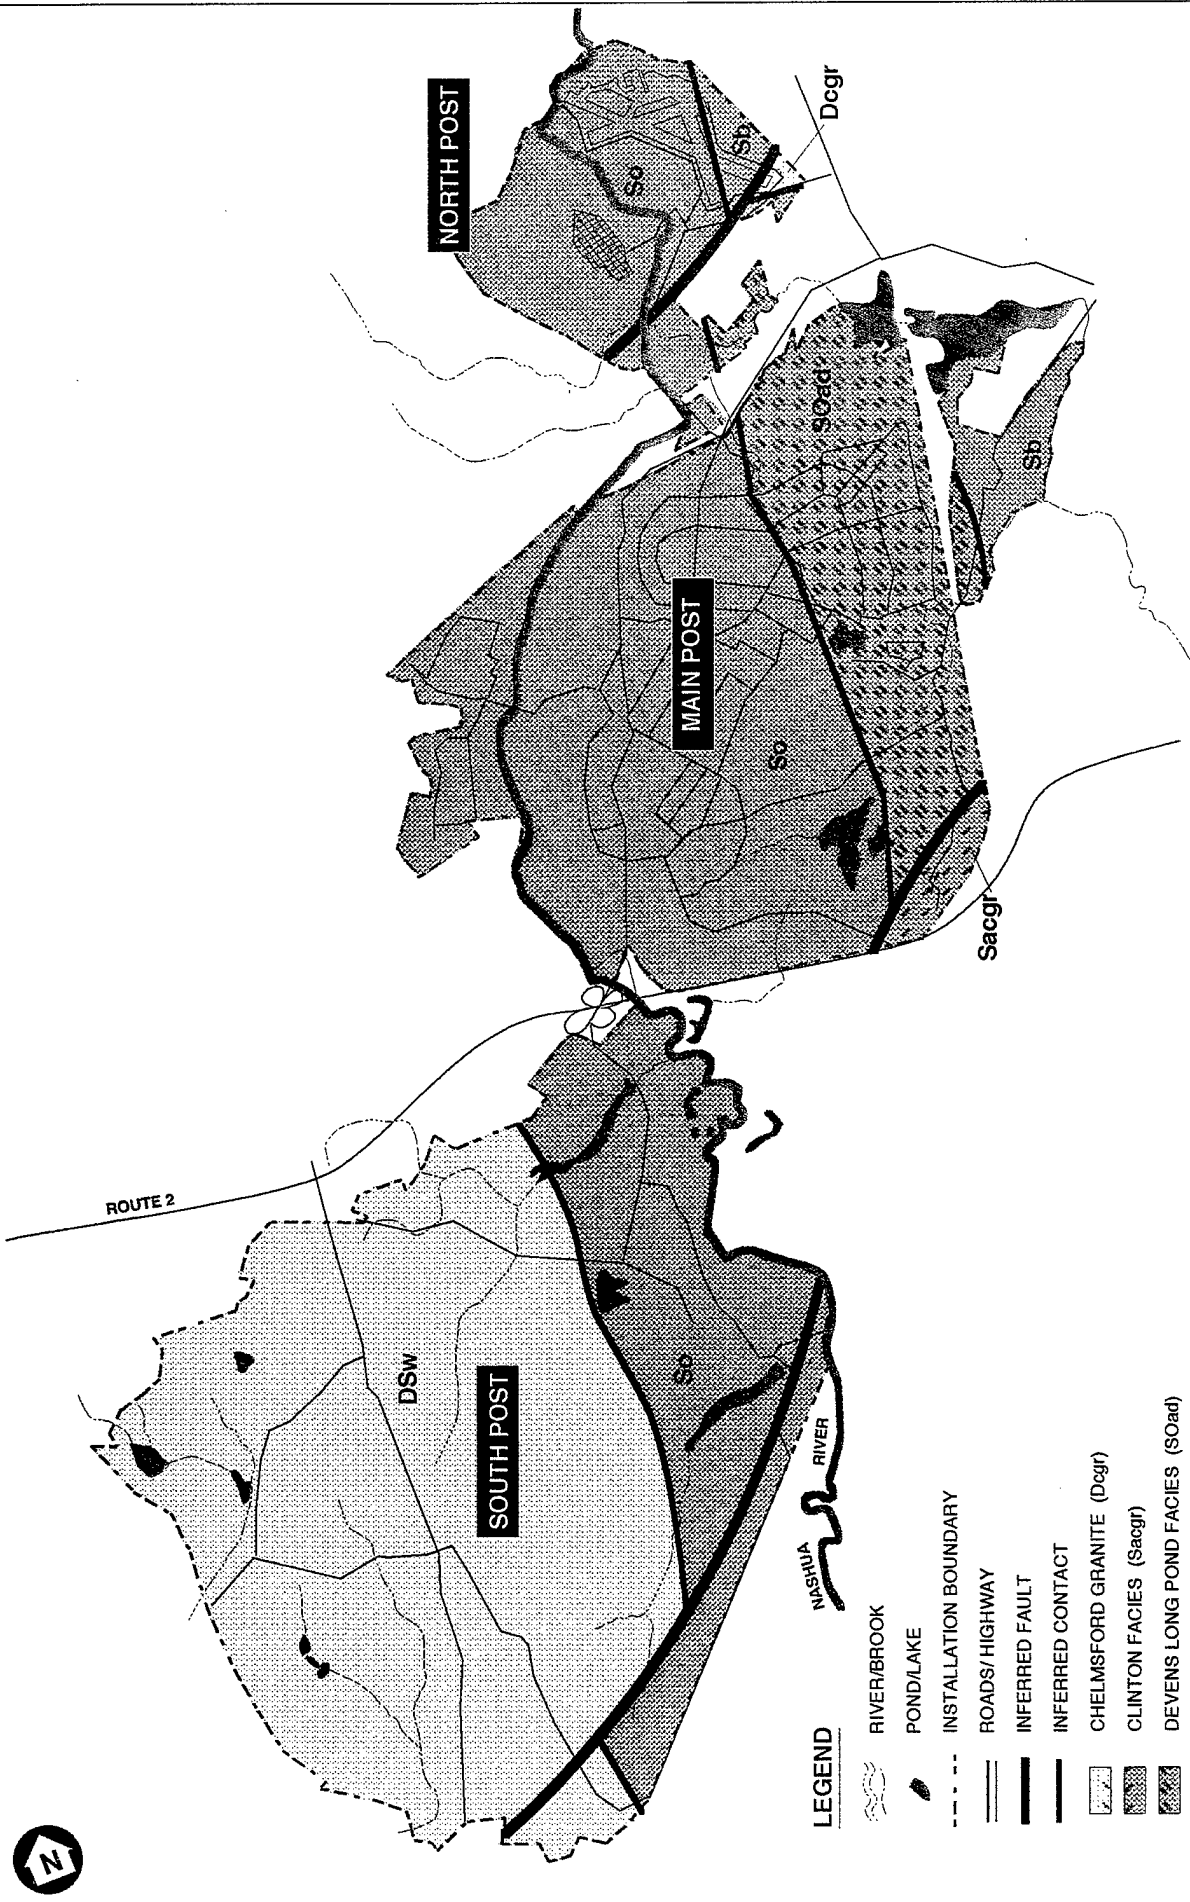 NORTH POST
So
Sb
Dcgr
SOad
Sb
MAIN POST
So
Sacgr
ROUTE 2
DSw
SOUTH POST
So
NASHUA
RIVER
N
LEGEND
RIVER/BROOK
POND/LAKE
INSTALLATION BOUNDARY
ROADS/ HIGHWAY
INFERRED FAULT
INFERRED CONTACT
CHELMSFORD GRANITE (Dcgr)
CLINTON FACIES (Sacgr)
DEVENS LONG POND FACIES (SOad)